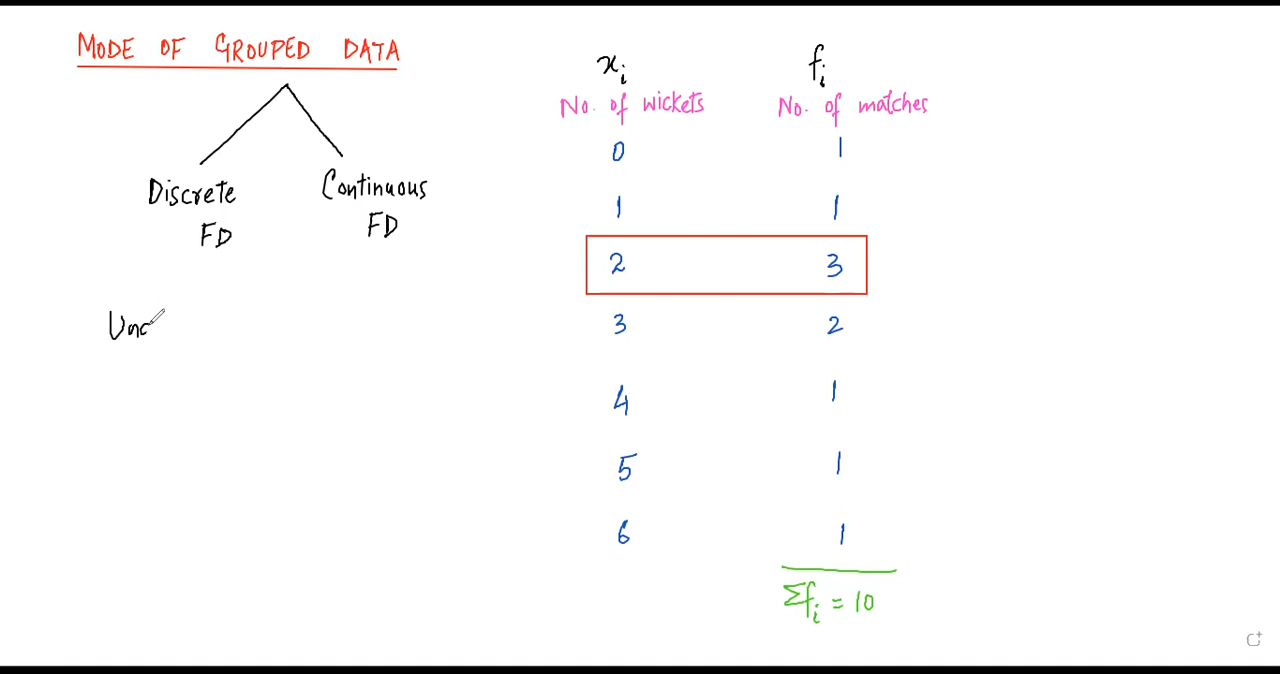 MODE OF GROUPED DATA
Discrete FD
Continuous FD
Unc
xᵢ fᵢ
No. of wickets No. of matches
0 1
1 1
2 3
3 2
4 1
5 1
6 1
Σfᵢ = 10